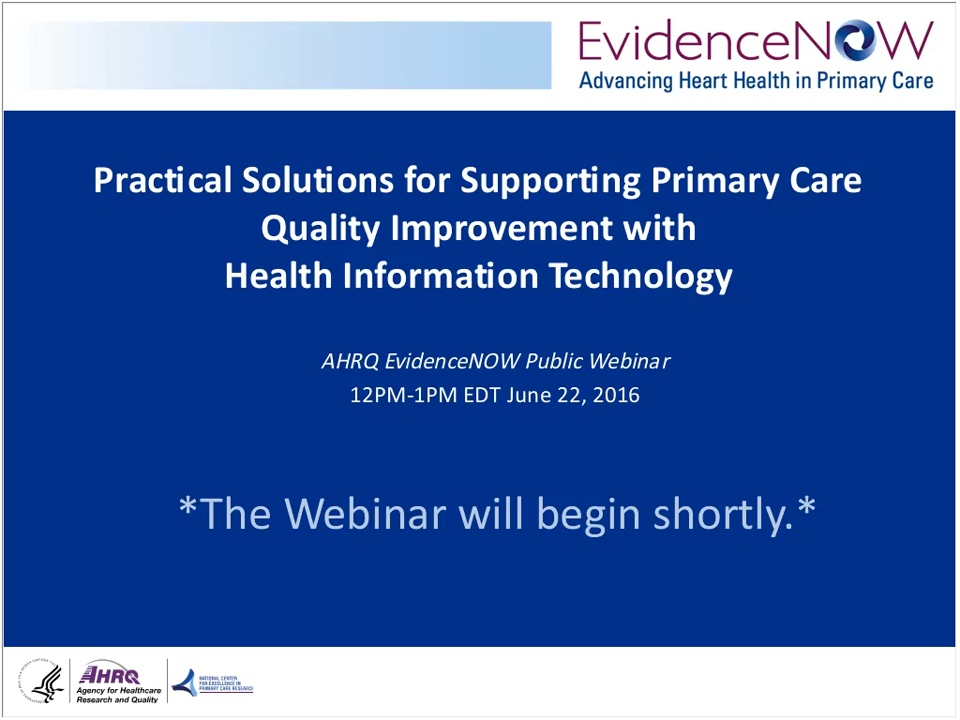 EvidenceNOW
Advancing Heart Health in Primary Care
Practical Solutions for Supporting Primary Care
Quality Improvement with
Health Information Technology
AHRQ EvidenceNOW Public Webinar
12PM-1PM EDT June 22, 2016
*The Webinar will begin shortly.*
AHRQ
Agency for Healthcare
Research and Quality
NATIONAL CENTER
FOR EXCELLENCE IN
PRIMARY CARE RESEARCH